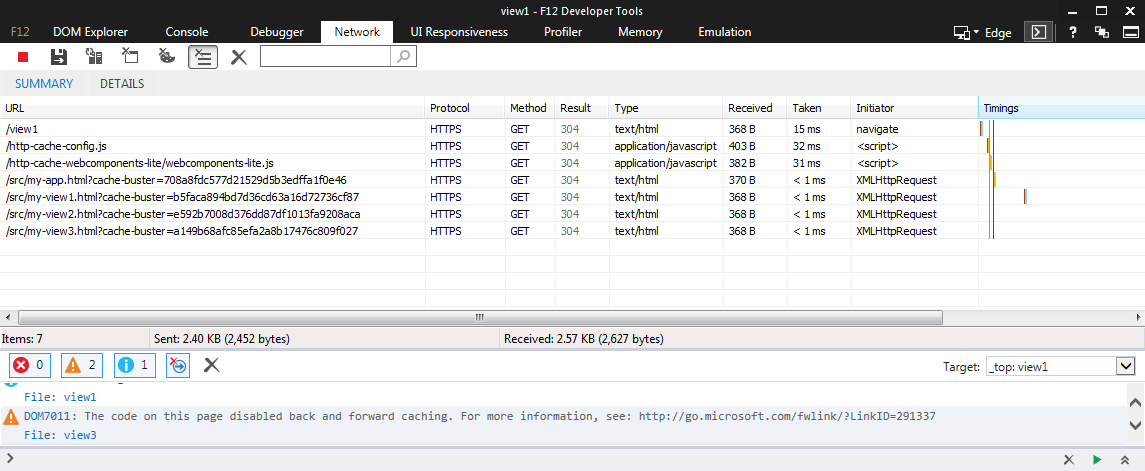 view1 - F12 Developer Tools
F12 DOM Explorer Console Debugger Network UI Responsiveness Profiler Memory Emulation Edge ?
SUMMARY DETAILS
URL Protocol Method Result Type Received Taken Initiator Timings
/view1 HTTPS GET 304 text/html 368 B 15 ms navigate
/http-cache-config.js HTTPS GET 304 application/javascript 403 B 32 ms <script>
/http-cache-webcomponents-lite/webcomponents-lite.js HTTPS GET 304 application/javascript 382 B 31 ms <script>
/src/my-app.html?cache-buster=708a8fdc577d21529d5b3edffa1f0e46 HTTPS GET 304 text/html 370 B < 1 ms XMLHttpRequest
/src/my-view1.html?cache-buster=b5faca894bd7d36cd63a16d72736cf87 HTTPS GET 304 text/html 368 B < 1 ms XMLHttpRequest
/src/my-view2.html?cache-buster=e592b7008d376dd87df1013fa9208aca HTTPS GET 304 text/html 368 B < 1 ms XMLHttpRequest
/src/my-view3.html?cache-buster=a149b68afc85efa2a8b17476c809f027 HTTPS GET 304 text/html 368 B < 1 ms XMLHttpRequest
Items: 7 Sent: 2.40 KB (2,452 bytes) Received: 2.57 KB (2,627 bytes)
0 2 1 Target: _top: view1
File: view1
DOM7011: The code on this page disabled back and forward caching. For more information, see: http://go.microsoft.com/fwlink/?LinkID=291337
File: view3